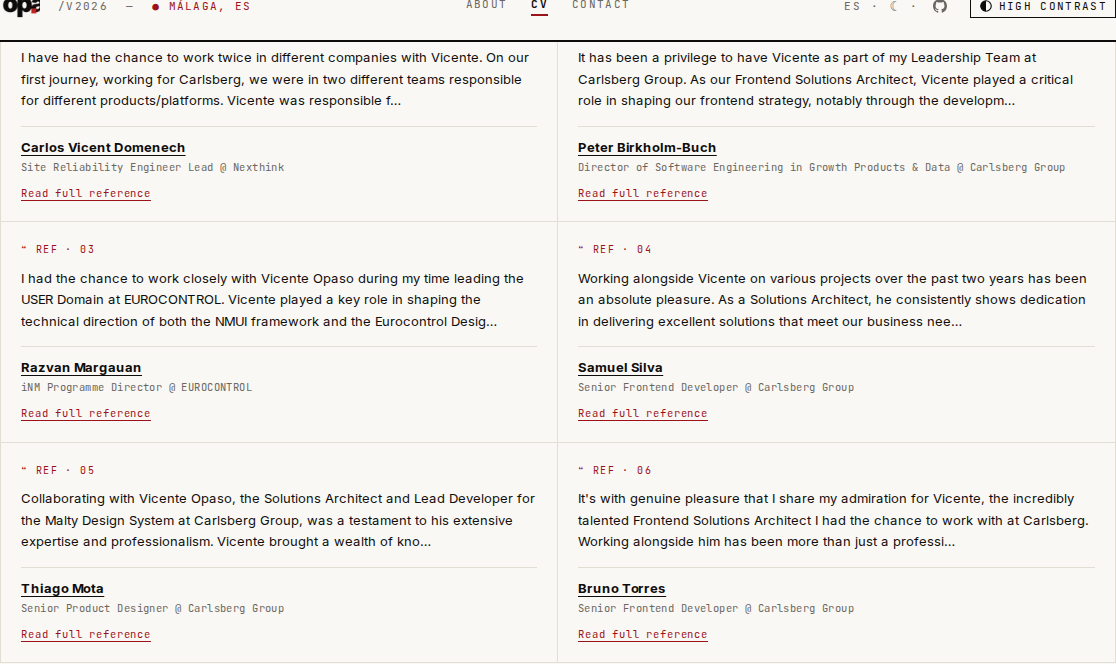 opa /V2026 — ● MÁLAGA, ES ABOUT CV CONTACT ES · ☾ · HIGH CONTRAST
I have had the chance to work twice in different companies with Vicente. On our
first journey, working for Carlsberg, we were in two different teams responsible
for different products/platforms. Vicente was responsible f...
Carlos Vicent Domenech
Site Reliability Engineer Lead @ Nexthink
Read full reference
It has been a privilege to have Vicente as part of my Leadership Team at
Carlsberg Group. As our Frontend Solutions Architect, Vicente played a critical
role in shaping our frontend strategy, notably through the developm...
Peter Birkholm-Buch
Director of Software Engineering in Growth Products & Data @ Carlsberg Group
Read full reference
“ REF · 03
I had the chance to work closely with Vicente Opaso during my time leading the
USER Domain at EUROCONTROL. Vicente played a key role in shaping the
technical direction of both the NMUI framework and the Eurocontrol Desig...
Razvan Margauan
iNM Programme Director @ EUROCONTROL
Read full reference
“ REF · 04
Working alongside Vicente on various projects over the past two years has been
an absolute pleasure. As a Solutions Architect, he consistently shows dedication
in delivering excellent solutions that meet our business nee...
Samuel Silva
Senior Frontend Developer @ Carlsberg Group
Read full reference
“ REF · 05
Collaborating with Vicente Opaso, the Solutions Architect and Lead Developer for
the Malty Design System at Carlsberg Group, was a testament to his extensive
expertise and professionalism. Vicente brought a wealth of kno...
Thiago Mota
Senior Product Designer @ Carlsberg Group
Read full reference
“ REF · 06
It's with genuine pleasure that I share my admiration for Vicente, the incredibly
talented Frontend Solutions Architect I had the chance to work with at Carlsberg.
Working alongside him has been more than just a professi...
Bruno Torres
Senior Frontend Developer @ Carlsberg Group
Read full reference